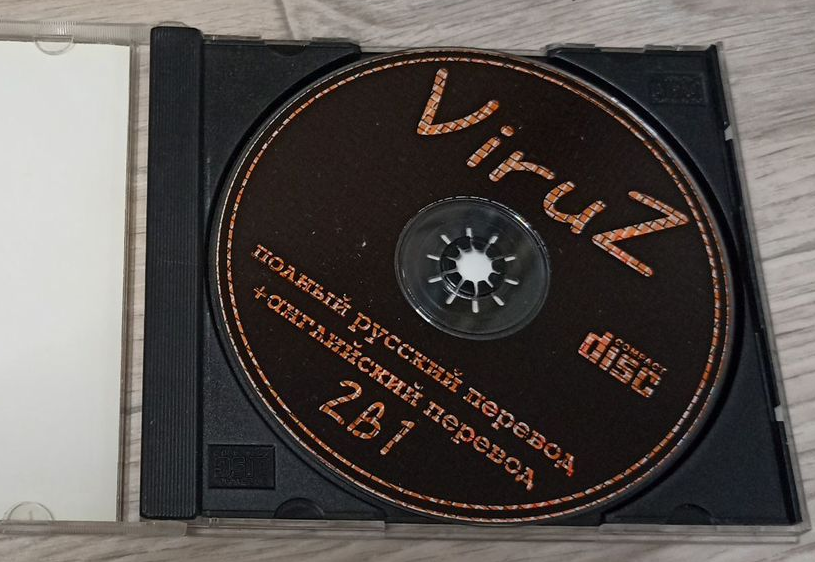 ViruZ
COMPACT
disc
полный русский перевод
+английский перевод
2в1